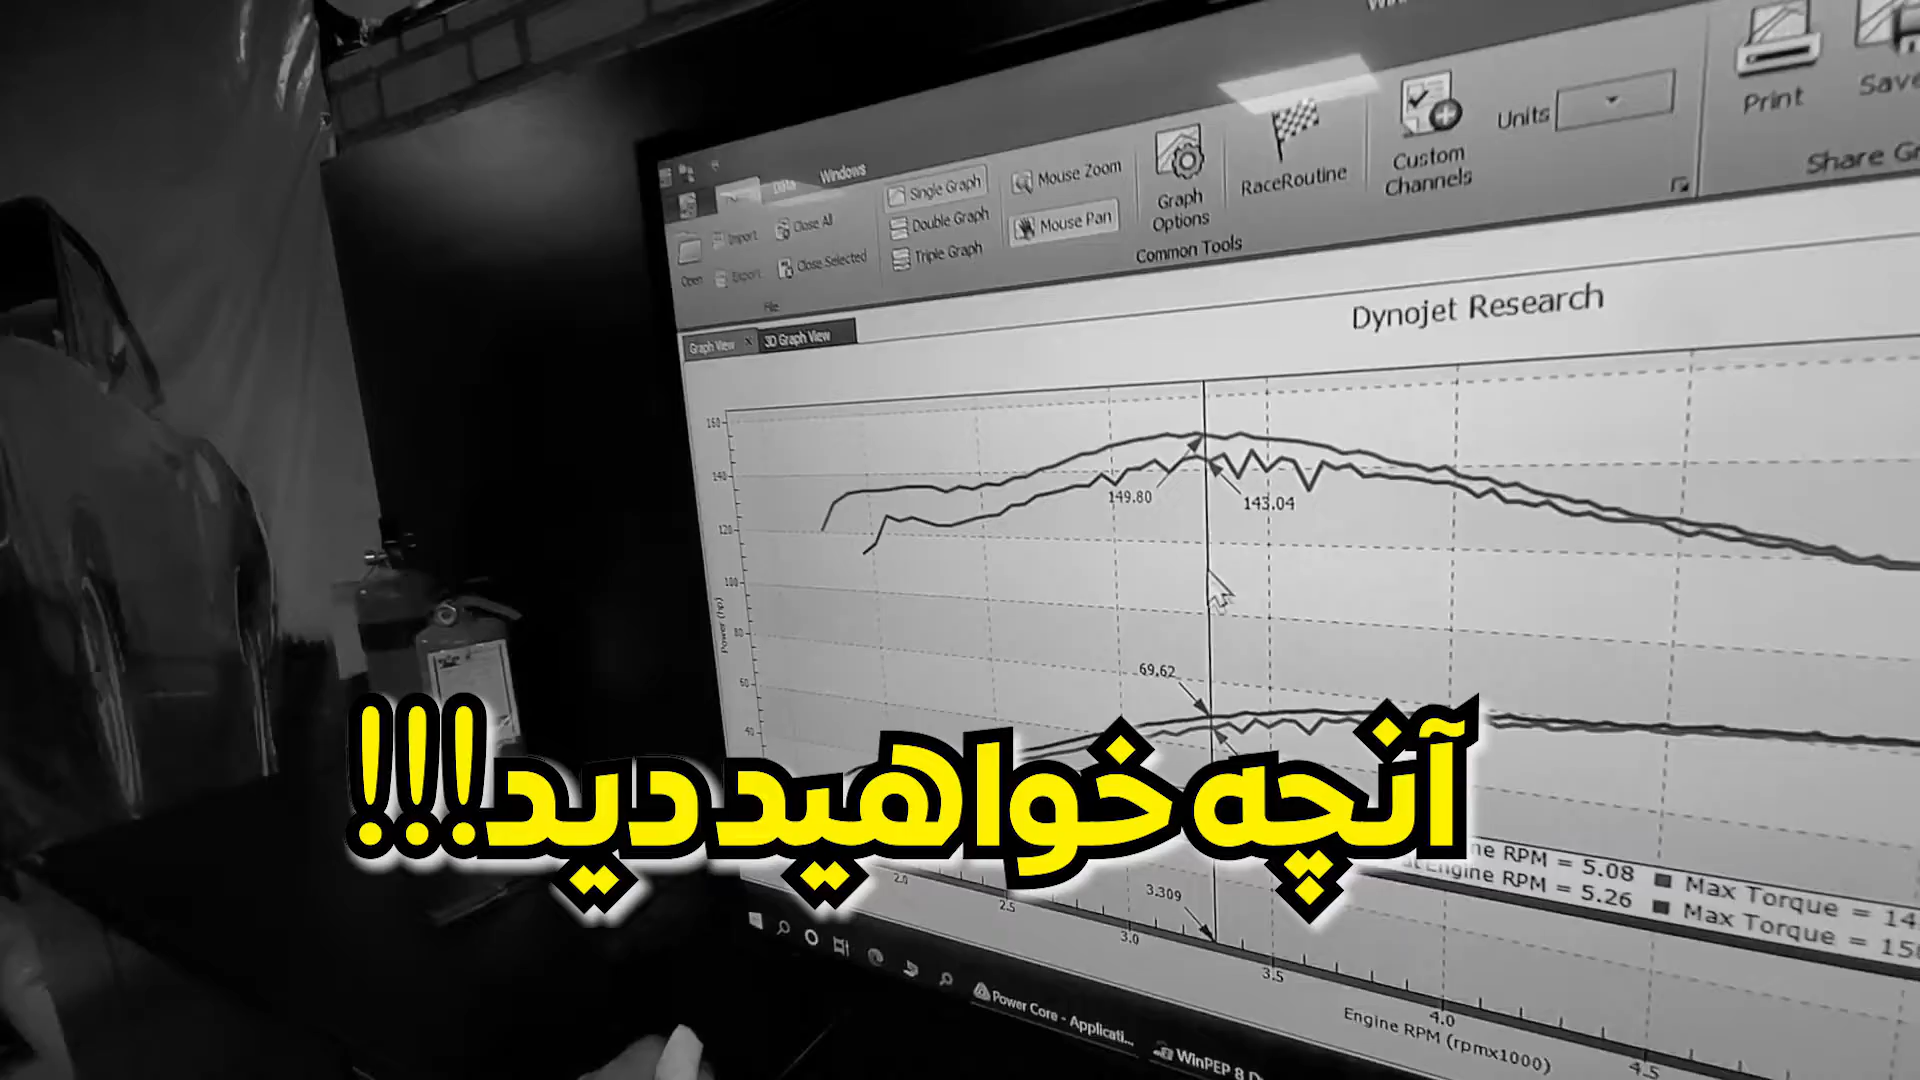 Windows
Single Graph
Double Graph
Triple Graph
Mouse Zoom
Mouse Pan
Graph Options
RaceRoutine
Custom Channels
Units
Print
Save
Import
Export
Open
Close All
Close Selected
File
Common Tools
Graph View
3D Graph View
Dynojet Research
160
140
120
100
80
60
40
Power (hp)
149.80
143.04
69.62
آنچه خواهید دید!!!
ne RPM = 5.08 Max Torque = 14
Engine RPM = 5.26 Max Torque = 15
3.309
2.0
2.5
3.0
3.5
4.0
4.5
Engine RPM (rpmx1000)
Power Core - Applicati...
WinPEP 8